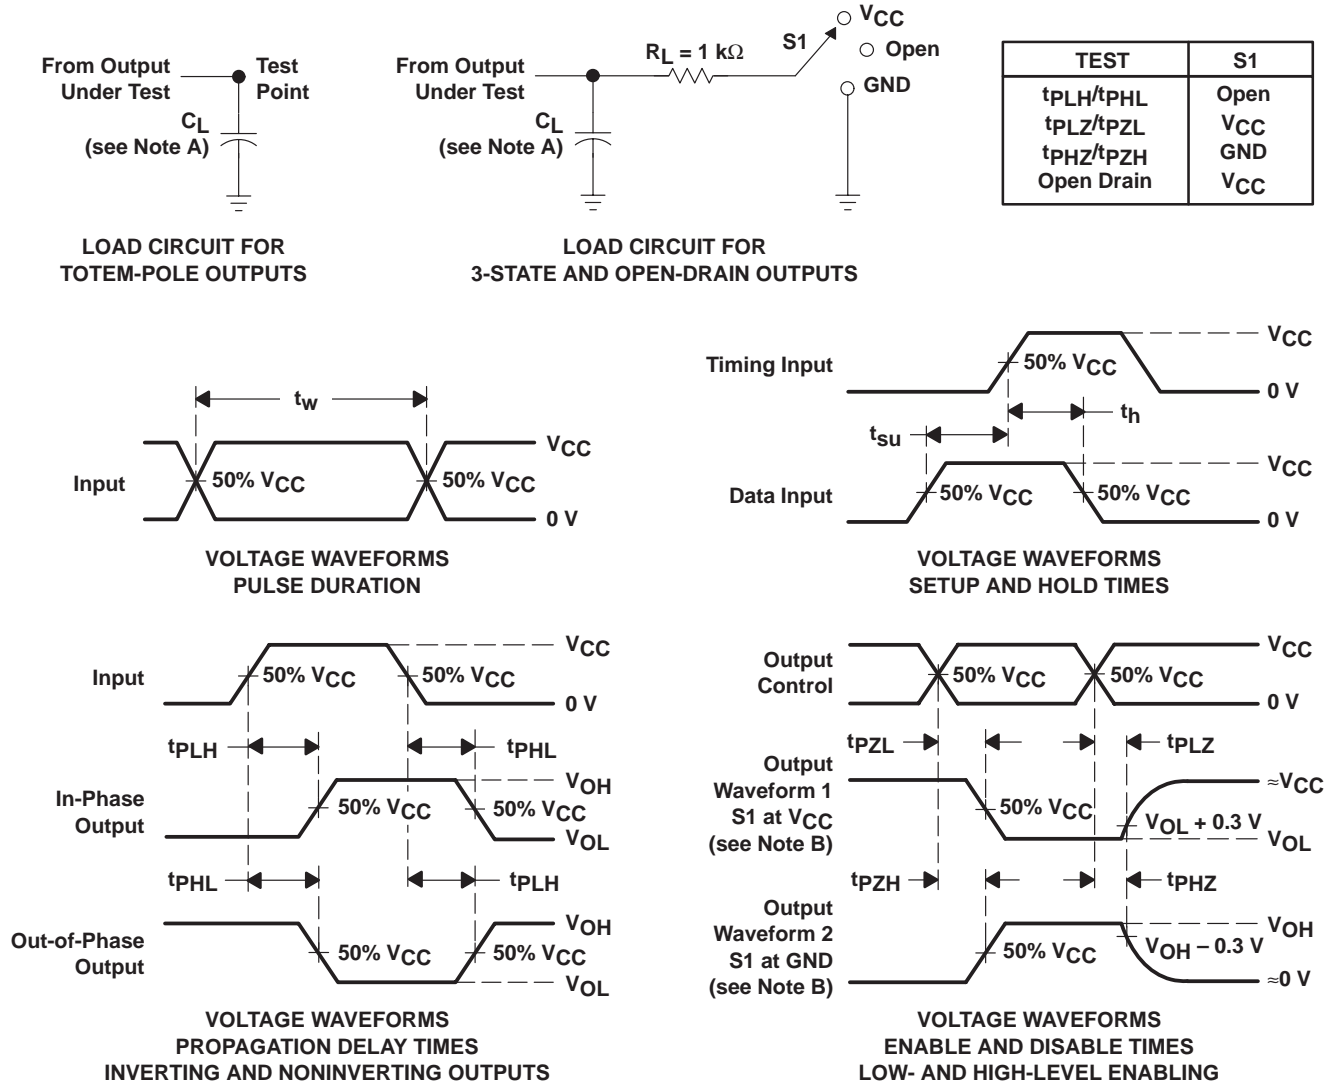 From Output
Under Test
Test
Point
CL
(see Note A)
LOAD CIRCUIT FOR
TOTEM-POLE OUTPUTS
From Output
Under Test
CL
(see Note A)
RL = 1 kΩ
S1
VCC
Open
GND
LOAD CIRCUIT FOR
3-STATE AND OPEN-DRAIN OUTPUTS
TEST S1
tPLH/tPHL Open
tPLZ/tPZL VCC
tPHZ/tPZH GND
Open Drain VCC
tw
Input
50% VCC
50% VCC
VCC
0 V
VOLTAGE WAVEFORMS
PULSE DURATION
Timing Input
50% VCC
VCC
0 V
tsu
th
Data Input
50% VCC
50% VCC
VCC
0 V
VOLTAGE WAVEFORMS
SETUP AND HOLD TIMES
Input
50% VCC
50% VCC
VCC
0 V
tPLH
tPHL
In-Phase
Output
50% VCC
50% VCC
VOH
VOL
tPHL
tPLH
Out-of-Phase
Output
50% VCC
50% VCC
VOH
VOL
VOLTAGE WAVEFORMS
PROPAGATION DELAY TIMES
INVERTING AND NONINVERTING OUTPUTS
Output
Control
50% VCC
50% VCC
VCC
0 V
tPZL
tPLZ
Output
Waveform 1
S1 at VCC
(see Note B)
50% VCC
VOL + 0.3 V
≈VCC
VOL
tPZH
tPHZ
Output
Waveform 2
S1 at GND
(see Note B)
50% VCC
VOH − 0.3 V
VOH
≈0 V
VOLTAGE WAVEFORMS
ENABLE AND DISABLE TIMES
LOW- AND HIGH-LEVEL ENABLING